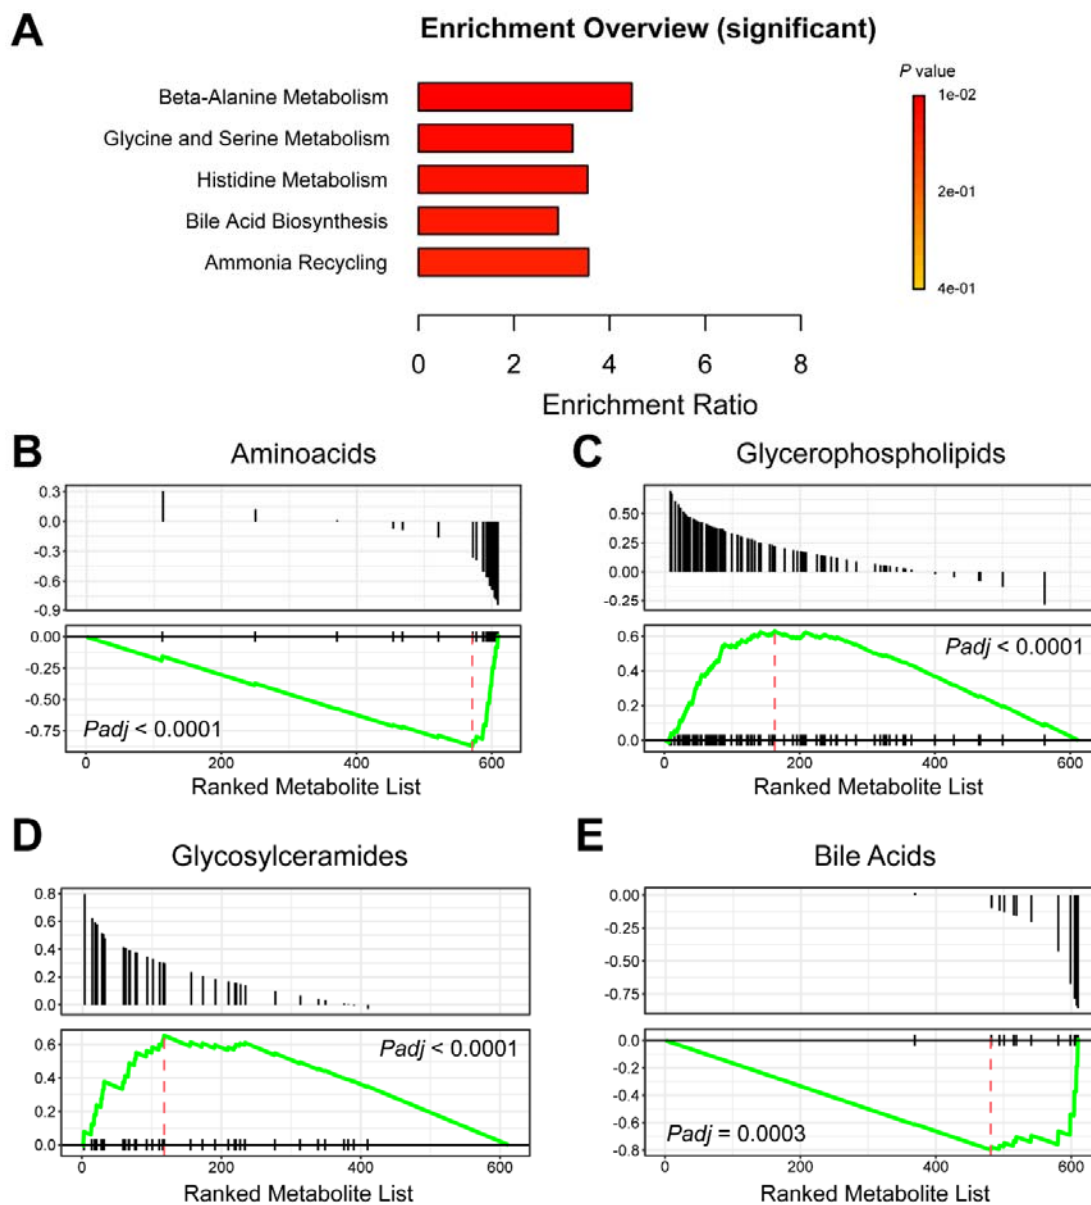 A
Enrichment Overview (significant)
P value
Beta-Alanine Metabolism
1e-02
Glycine and Serine Metabolism
Histidine Metabolism
2e-01
Bile Acid Biosynthesis
Ammonia Recycling
4e-01
0 2 4 6 8
Enrichment Ratio
B
Aminoacids
0.3
0.0
-0.3
-0.6
-0.9
0.00
-0.25
-0.50
-0.75
Padj < 0.0001
0 200 400 600
Ranked Metabolite List
C
Glycerophospholipids
0.50
0.25
0.00
-0.25
0.6
0.4
0.2
0.0
Padj < 0.0001
0 200 400 600
Ranked Metabolite List
D
Glycosylceramides
0.8
0.6
0.4
0.2
0.0
0.6
0.4
0.2
0.0
Padj < 0.0001
0 200 400 600
Ranked Metabolite List
E
Bile Acids
0.00
-0.25
-0.50
-0.75
0.0
-0.2
-0.4
-0.6
-0.8
Padj = 0.0003
0 200 400 600
Ranked Metabolite List